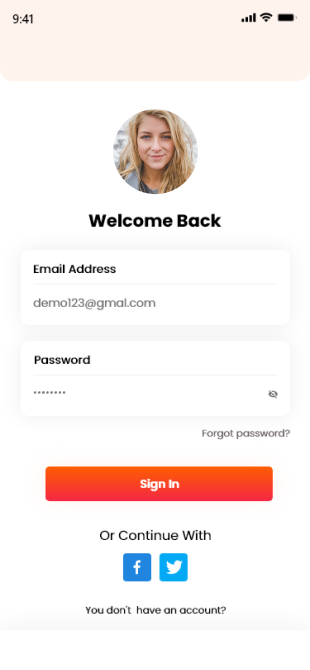 9:41
Welcome Back
Email Address
demo123@gmal.com
Password
••••••••
Forgot password?
Sign In
Or Continue With
You don't have an account?